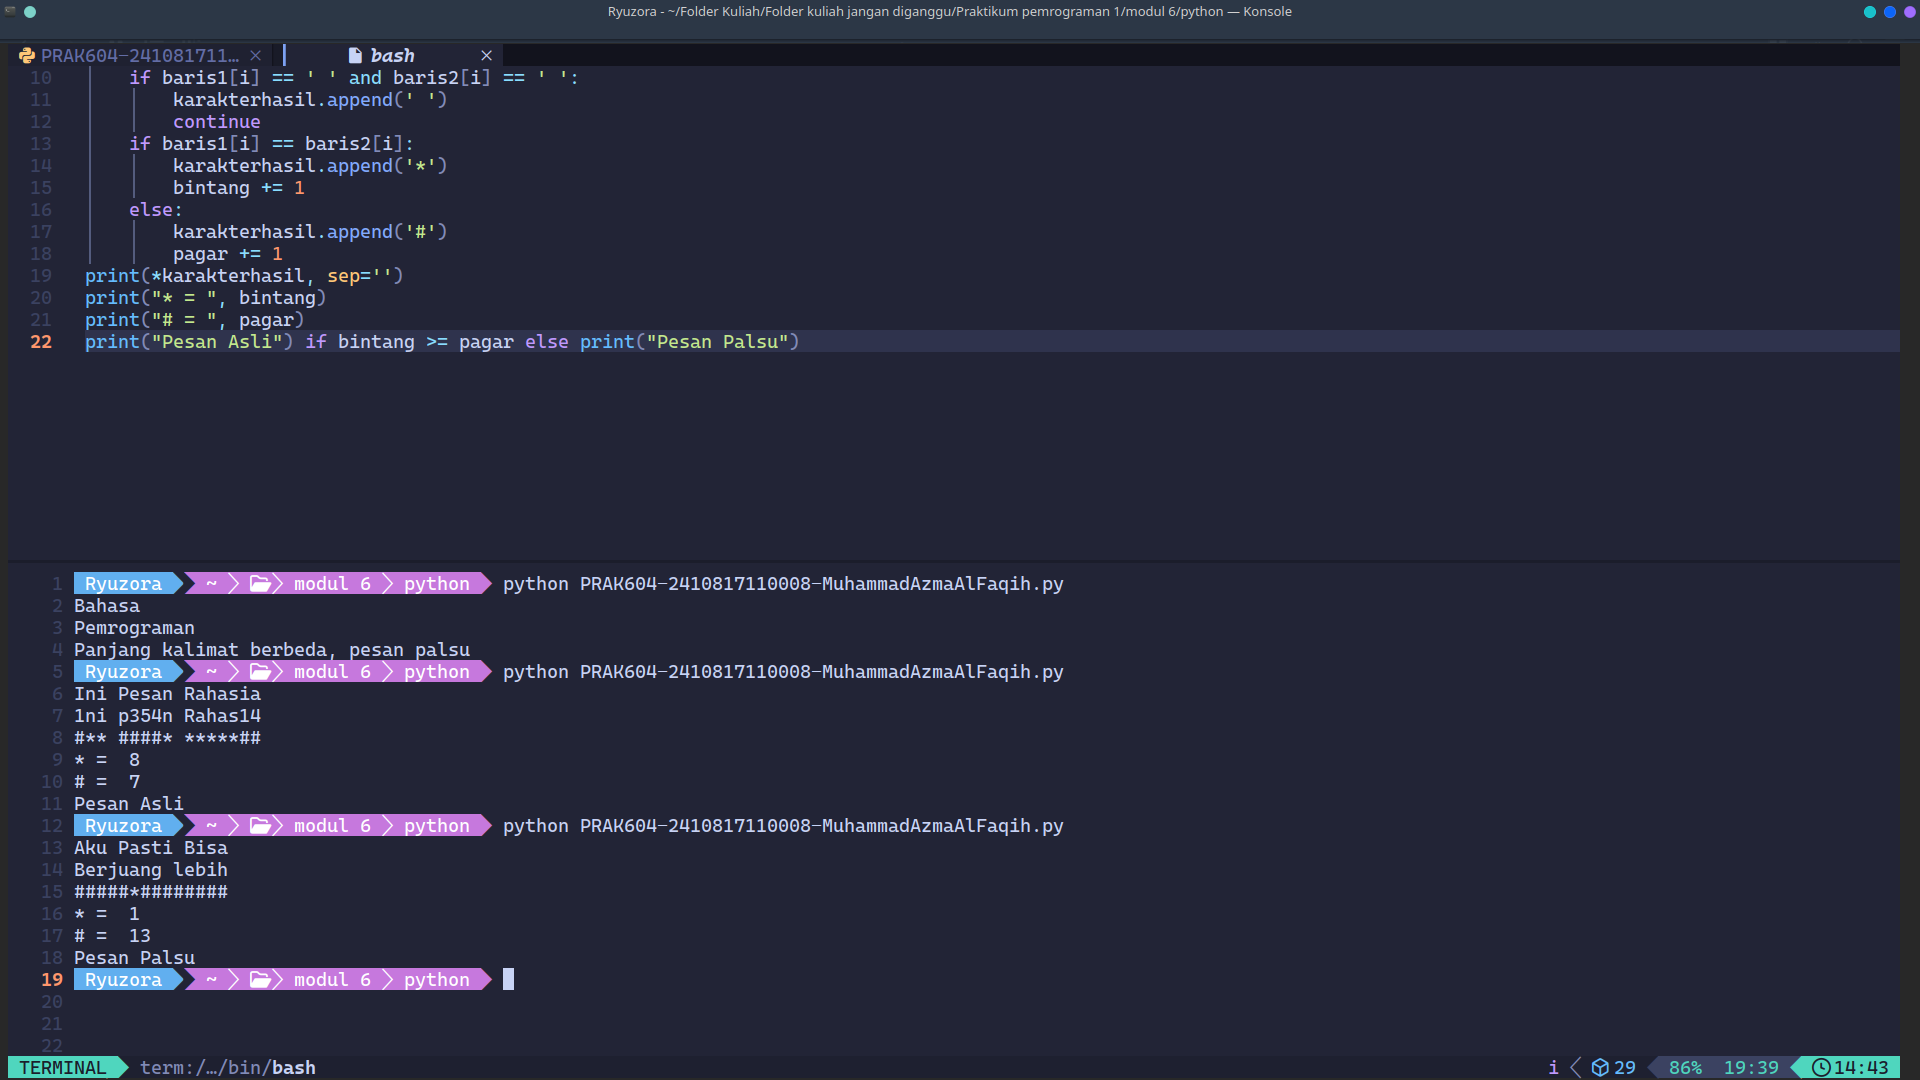 Ryuzora - ~/Folder Kuliah/Folder kuliah jangan diganggu/Praktikum pemrograman 1/modul 6/python — Konsole
PRAK604-241081711… × bash ×
10 if baris1[i] == ' ' and baris2[i] == ' ':
11 karakterhasil.append(' ')
12 continue
13 if baris1[i] == baris2[i]:
14 karakterhasil.append('*')
15 bintang += 1
16 else:
17 karakterhasil.append('#')
18 pagar += 1
19 print(*karakterhasil, sep='')
20 print("* = ", bintang)
21 print("# = ", pagar)
22 print("Pesan Asli") if bintang >= pagar else print("Pesan Palsu")
1 Ryuzora ~ modul 6 python python PRAK604-2410817110008-MuhammadAzmaAlFaqih.py
2 Bahasa
3 Pemrograman
4 Panjang kalimat berbeda, pesan palsu
5 Ryuzora ~ modul 6 python python PRAK604-2410817110008-MuhammadAzmaAlFaqih.py
6 Ini Pesan Rahasia
7 1ni p354n Rahas14
8 #** ####* *****##
9 * =  8
10 # =  7
11 Pesan Asli
12 Ryuzora ~ modul 6 python python PRAK604-2410817110008-MuhammadAzmaAlFaqih.py
13 Aku Pasti Bisa
14 Berjuang lebih
15 #####*########
16 * =  1
17 # =  13
18 Pesan Palsu
19 Ryuzora ~ modul 6 python
20
21
22
TERMINAL term:/…/bin/bash i 29 86% 19:39 14:43